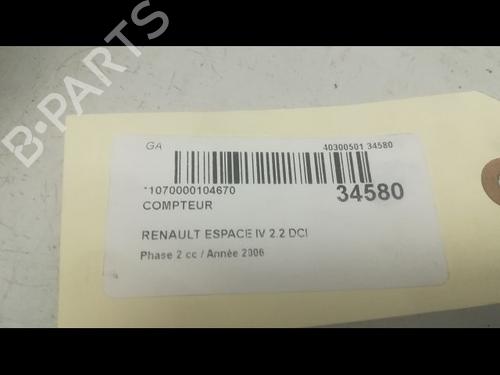 B-PARTS
GA
40300501 34580
*1070000104670
34580
COMPTEUR
RENAULT ESPACE IV 2.2 DCI
Phase 2 cc / Année 2006